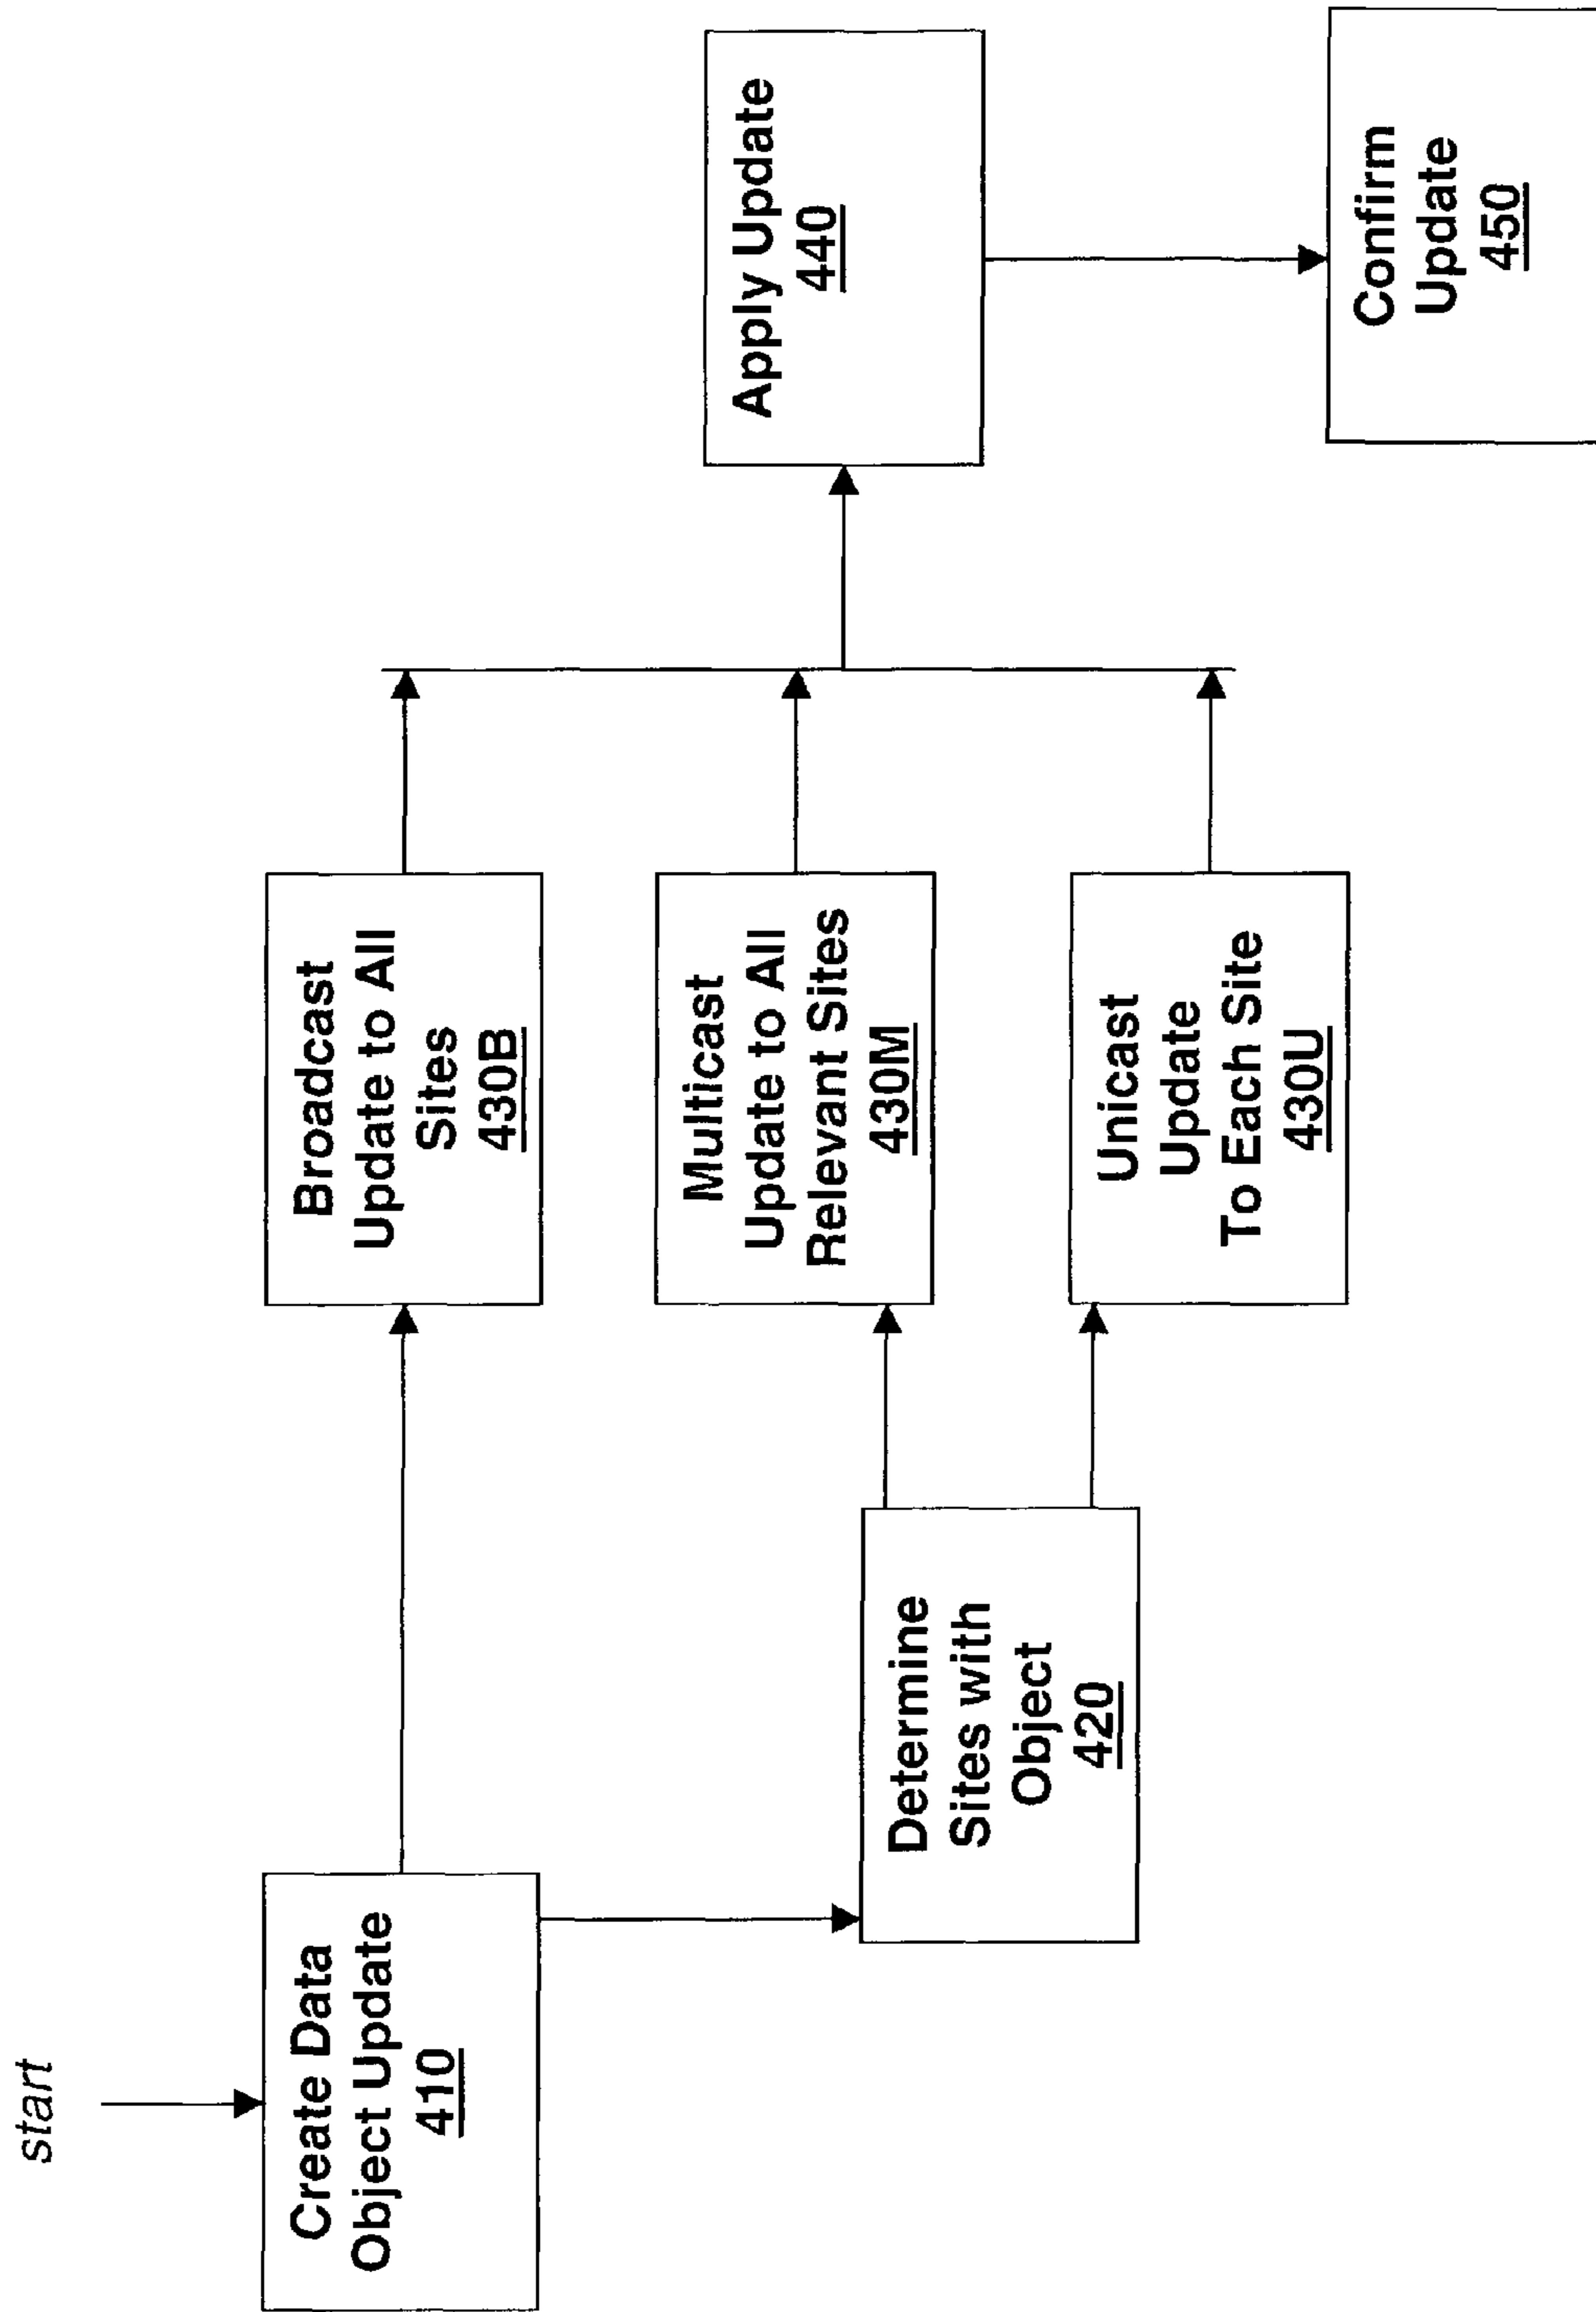 start
Create Data
Object Update
410
Determine
Sites with
Object
420
Broadcast
Update to All
Sites
430B
Multicast
Update to All
Relevant Sites
430M
Unicast
Update
To Each Site
430U
Apply Update
440
Confirm
Update
450